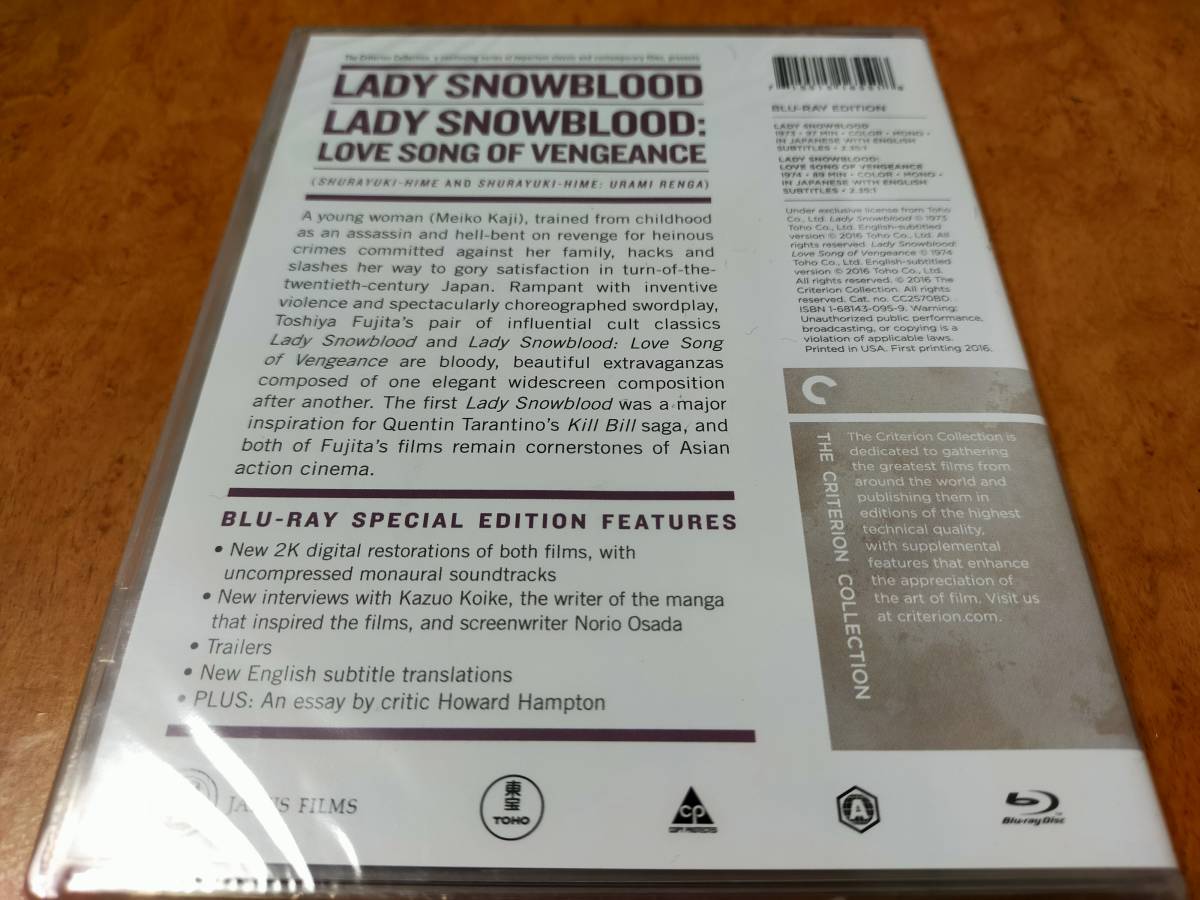 The Criterion Collection, a continuing series of important classic and contemporary films, presents
LADY SNOWBLOOD
LADY SNOWBLOOD:
LOVE SONG OF VENGEANCE
(SHURAYUKI-HIME AND SHURAYUKI-HIME: URAMI RENGA)
A young woman (Meiko Kaji), trained from childhood
as an assassin and hell-bent on revenge for heinous
crimes committed against her family, hacks and
slashes her way to gory satisfaction in turn-of-the-
twentieth-century Japan. Rampant with inventive
violence and spectacularly choreographed swordplay,
Toshiya Fujita's pair of influential cult classics
Lady Snowblood and Lady Snowblood: Love Song
of Vengeance are bloody, beautiful extravaganzas
composed of one elegant widescreen composition
after another. The first Lady Snowblood was a major
inspiration for Quentin Tarantino's Kill Bill saga, and
both of Fujita's films remain cornerstones of Asian
action cinema.
BLU-RAY SPECIAL EDITION FEATURES
• New 2K digital restorations of both films, with
uncompressed monaural soundtracks
• New interviews with Kazuo Koike, the writer of the manga
that inspired the films, and screenwriter Norio Osada
• Trailers
• New English subtitle translations
• PLUS: An essay by critic Howard Hampton
BLU-RAY EDITION
LADY SNOWBLOOD
1973 • 97 MIN • COLOR • MONO •
IN JAPANESE WITH ENGLISH
SUBTITLES • 2.35:1
LADY SNOWBLOOD:
LOVE SONG OF VENGEANCE
1974 • 89 MIN • COLOR • MONO •
IN JAPANESE WITH ENGLISH
SUBTITLES • 2.35:1
Under exclusive license from Toho
Co., Ltd. Lady Snowblood © 1973
Toho Co., Ltd. English-subtitled
version © 2016 Toho Co., Ltd. All
rights reserved. Lady Snowblood:
Love Song of Vengeance © 1974
Toho Co., Ltd. English-subtitled
version © 2016 Toho Co., Ltd.
All rights reserved. © 2016 The
Criterion Collection. All rights
reserved. Cat. no. CC2570BD.
ISBN 1-68143-095-9. Warning:
Unauthorized public performance,
broadcasting, or copying is a
violation of applicable laws.
Printed in USA. First printing 2016.
THE CRITERION COLLECTION
The Criterion Collection is
dedicated to gathering
the greatest films from
around the world and
publishing them in
editions of the highest
technical quality,
with supplemental
features that enhance
the appreciation of
the art of film. Visit us
at criterion.com.
JANUS FILMS
東宝
TOHO
CP
COPY PROTECTED
A
Blu-ray Disc